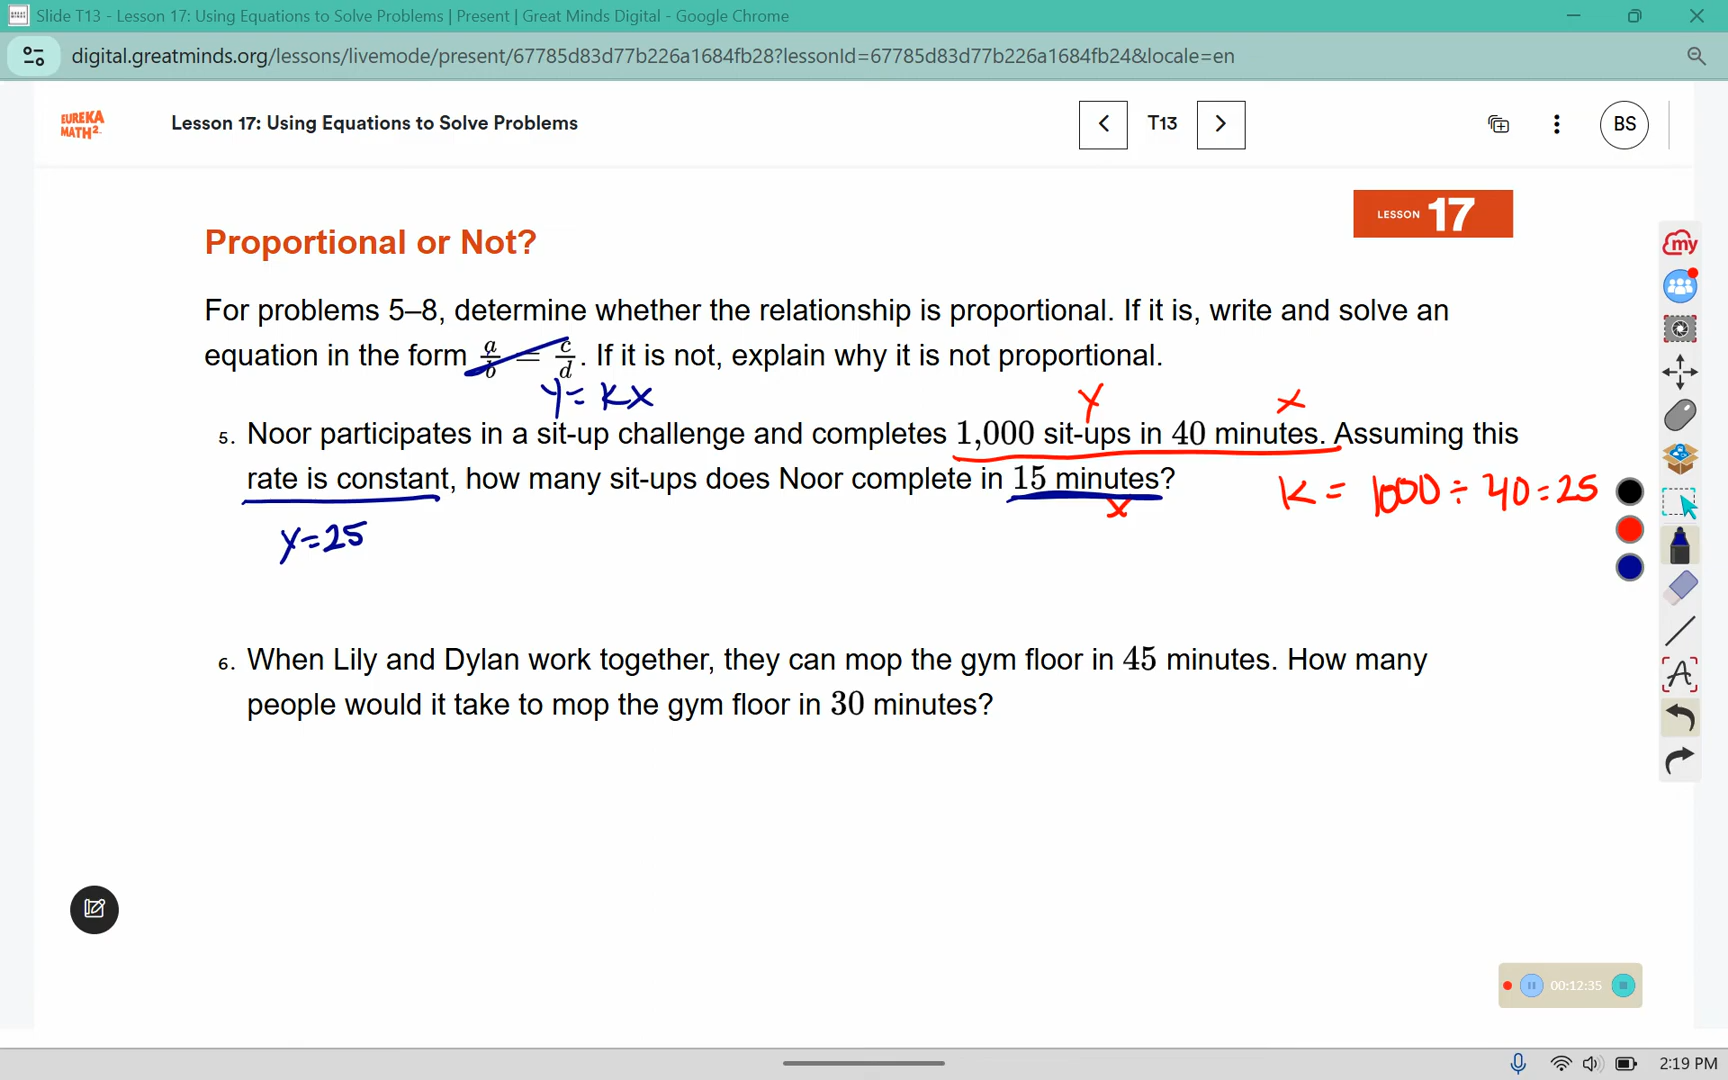 Slide T13 - Lesson 17: Using Equations to Solve Problems | Present | Great Minds Digital - Google Chrome
digital.greatminds.org/lessons/livemode/present/67785d83d77b226a1684fb28?lessonId=67785d83d77b226a1684fb24&locale=en
EUREKA
MATH2
Lesson 17: Using Equations to Solve Problems
T13
BS
LESSON 17
Proportional or Not?
For problems 5–8, determine whether the relationship is proportional. If it is, write and solve an
equation in the form a/b = c/d. If it is not, explain why it is not proportional.
y = kx
y x
5. Noor participates in a sit-up challenge and completes 1,000 sit-ups in 40 minutes. Assuming this
rate is constant, how many sit-ups does Noor complete in 15 minutes?
x
K = 1000 ÷ 40 = 25
y=25
6. When Lily and Dylan work together, they can mop the gym floor in 45 minutes. How many
people would it take to mop the gym floor in 30 minutes?
my
A
00:12:35
2:19 PM